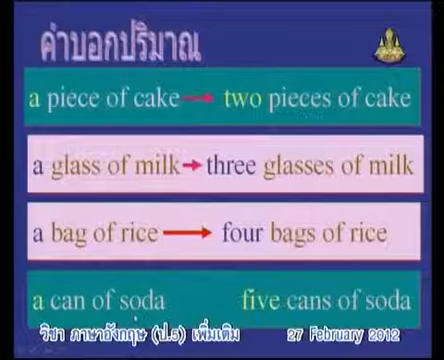 คำบอกปริมาณ
a piece of cake → two pieces of cake
a glass of milk → three glasses of milk
a bag of rice → four bags of rice
a can of soda five cans of soda
วิชา ภาษาอังกฤษ (ป.5) เพิ่มเติม 27 February 2012